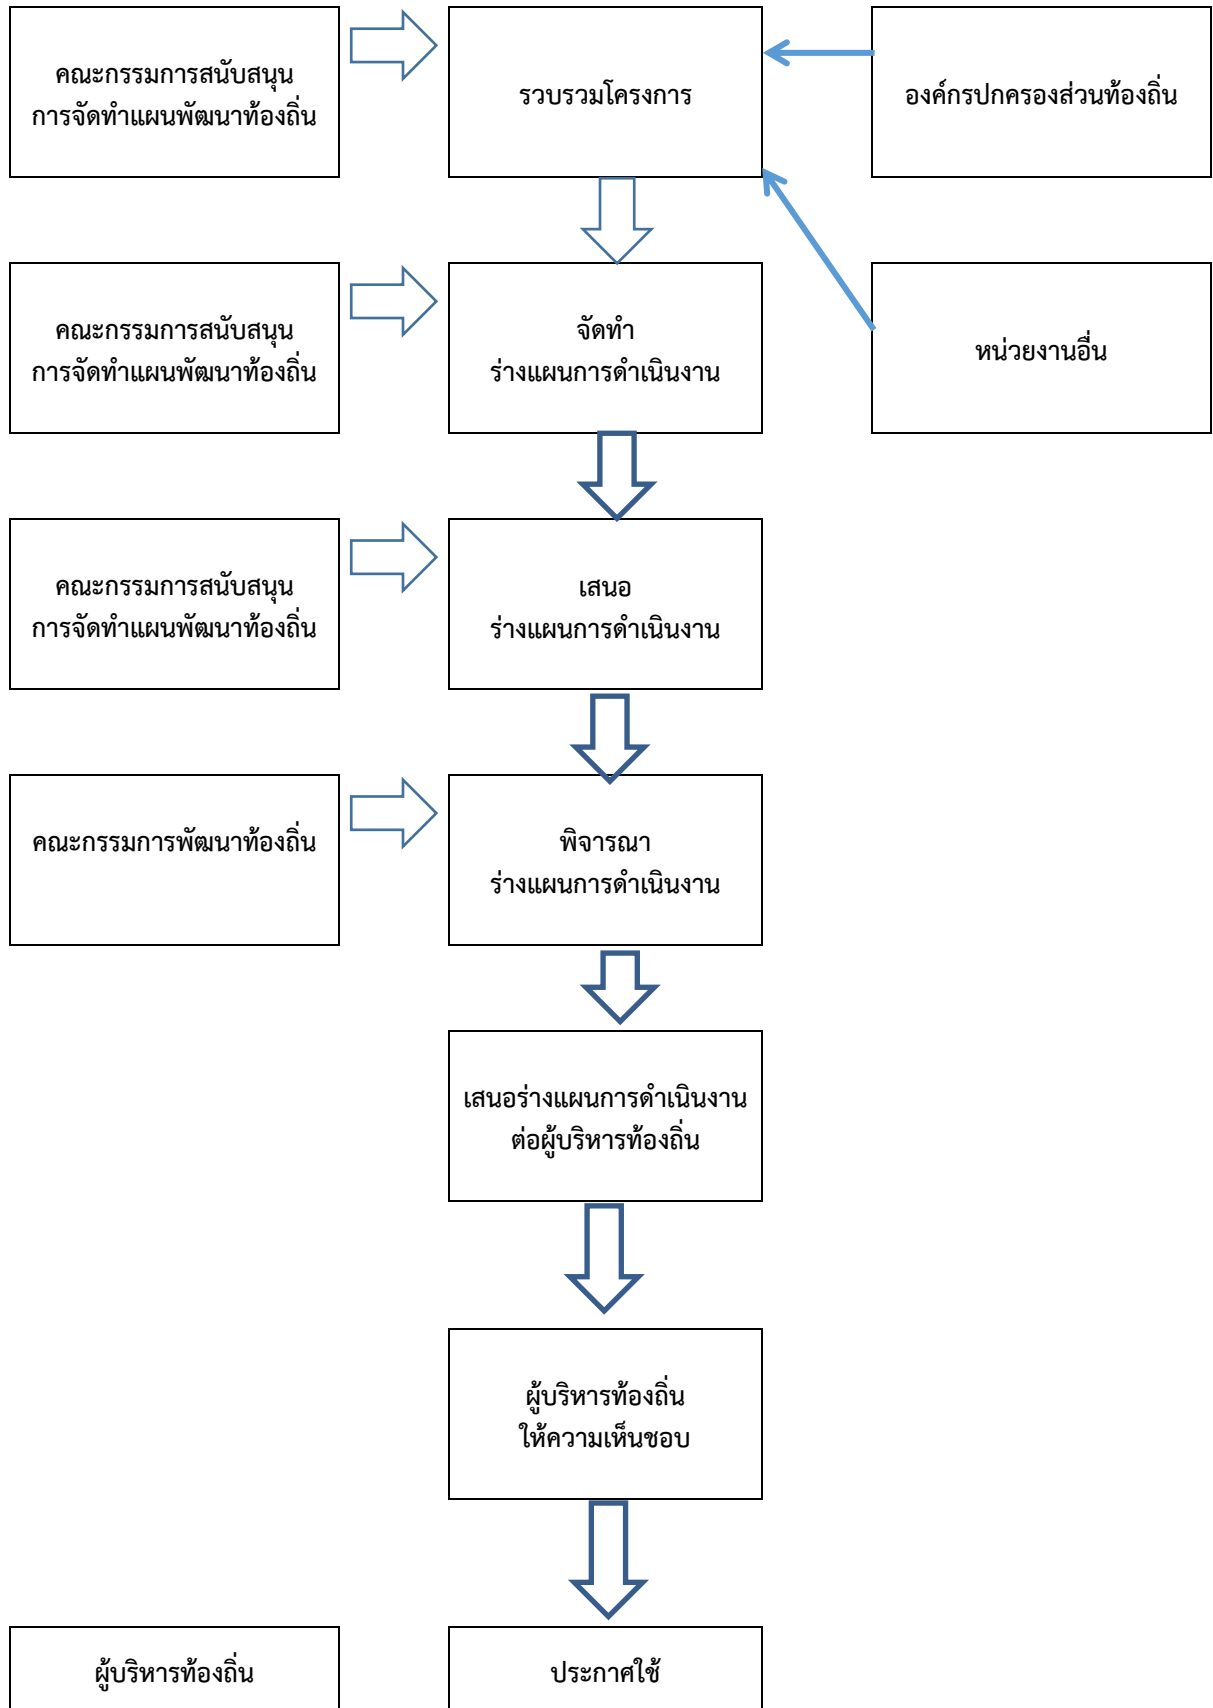 คณะกรรมการสนับสนุน
การจัดทำแผนพัฒนาท้องถิ่น
รวบรวมโครงการ
องค์กรปกครองส่วนท้องถิ่น
คณะกรรมการสนับสนุน
การจัดทำแผนพัฒนาท้องถิ่น
จัดทำ
ร่างแผนการดำเนินงาน
หน่วยงานอื่น
คณะกรรมการสนับสนุน
การจัดทำแผนพัฒนาท้องถิ่น
เสนอ
ร่างแผนการดำเนินงาน
คณะกรรมการพัฒนาท้องถิ่น
พิจารณา
ร่างแผนการดำเนินงาน
เสนอร่างแผนการดำเนินงาน
ต่อผู้บริหารท้องถิ่น
ผู้บริหารท้องถิ่น
ให้ความเห็นชอบ
ผู้บริหารท้องถิ่น
ประกาศใช้